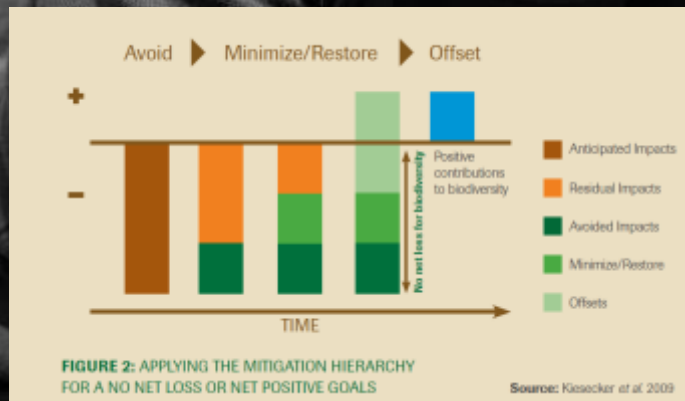 Avoid Minimize/Restore Offset
+
Positive
contributions
to biodiversity
−
No net loss for biodiversity
Anticipated Impacts
Residual Impacts
Avoided Impacts
Minimize/Restore
Offsets
TIME
FIGURE 2: APPLYING THE MITIGATION HIERARCHY
FOR A NO NET LOSS OR NET POSITIVE GOALS
Source: Kiesecker et al. 2009